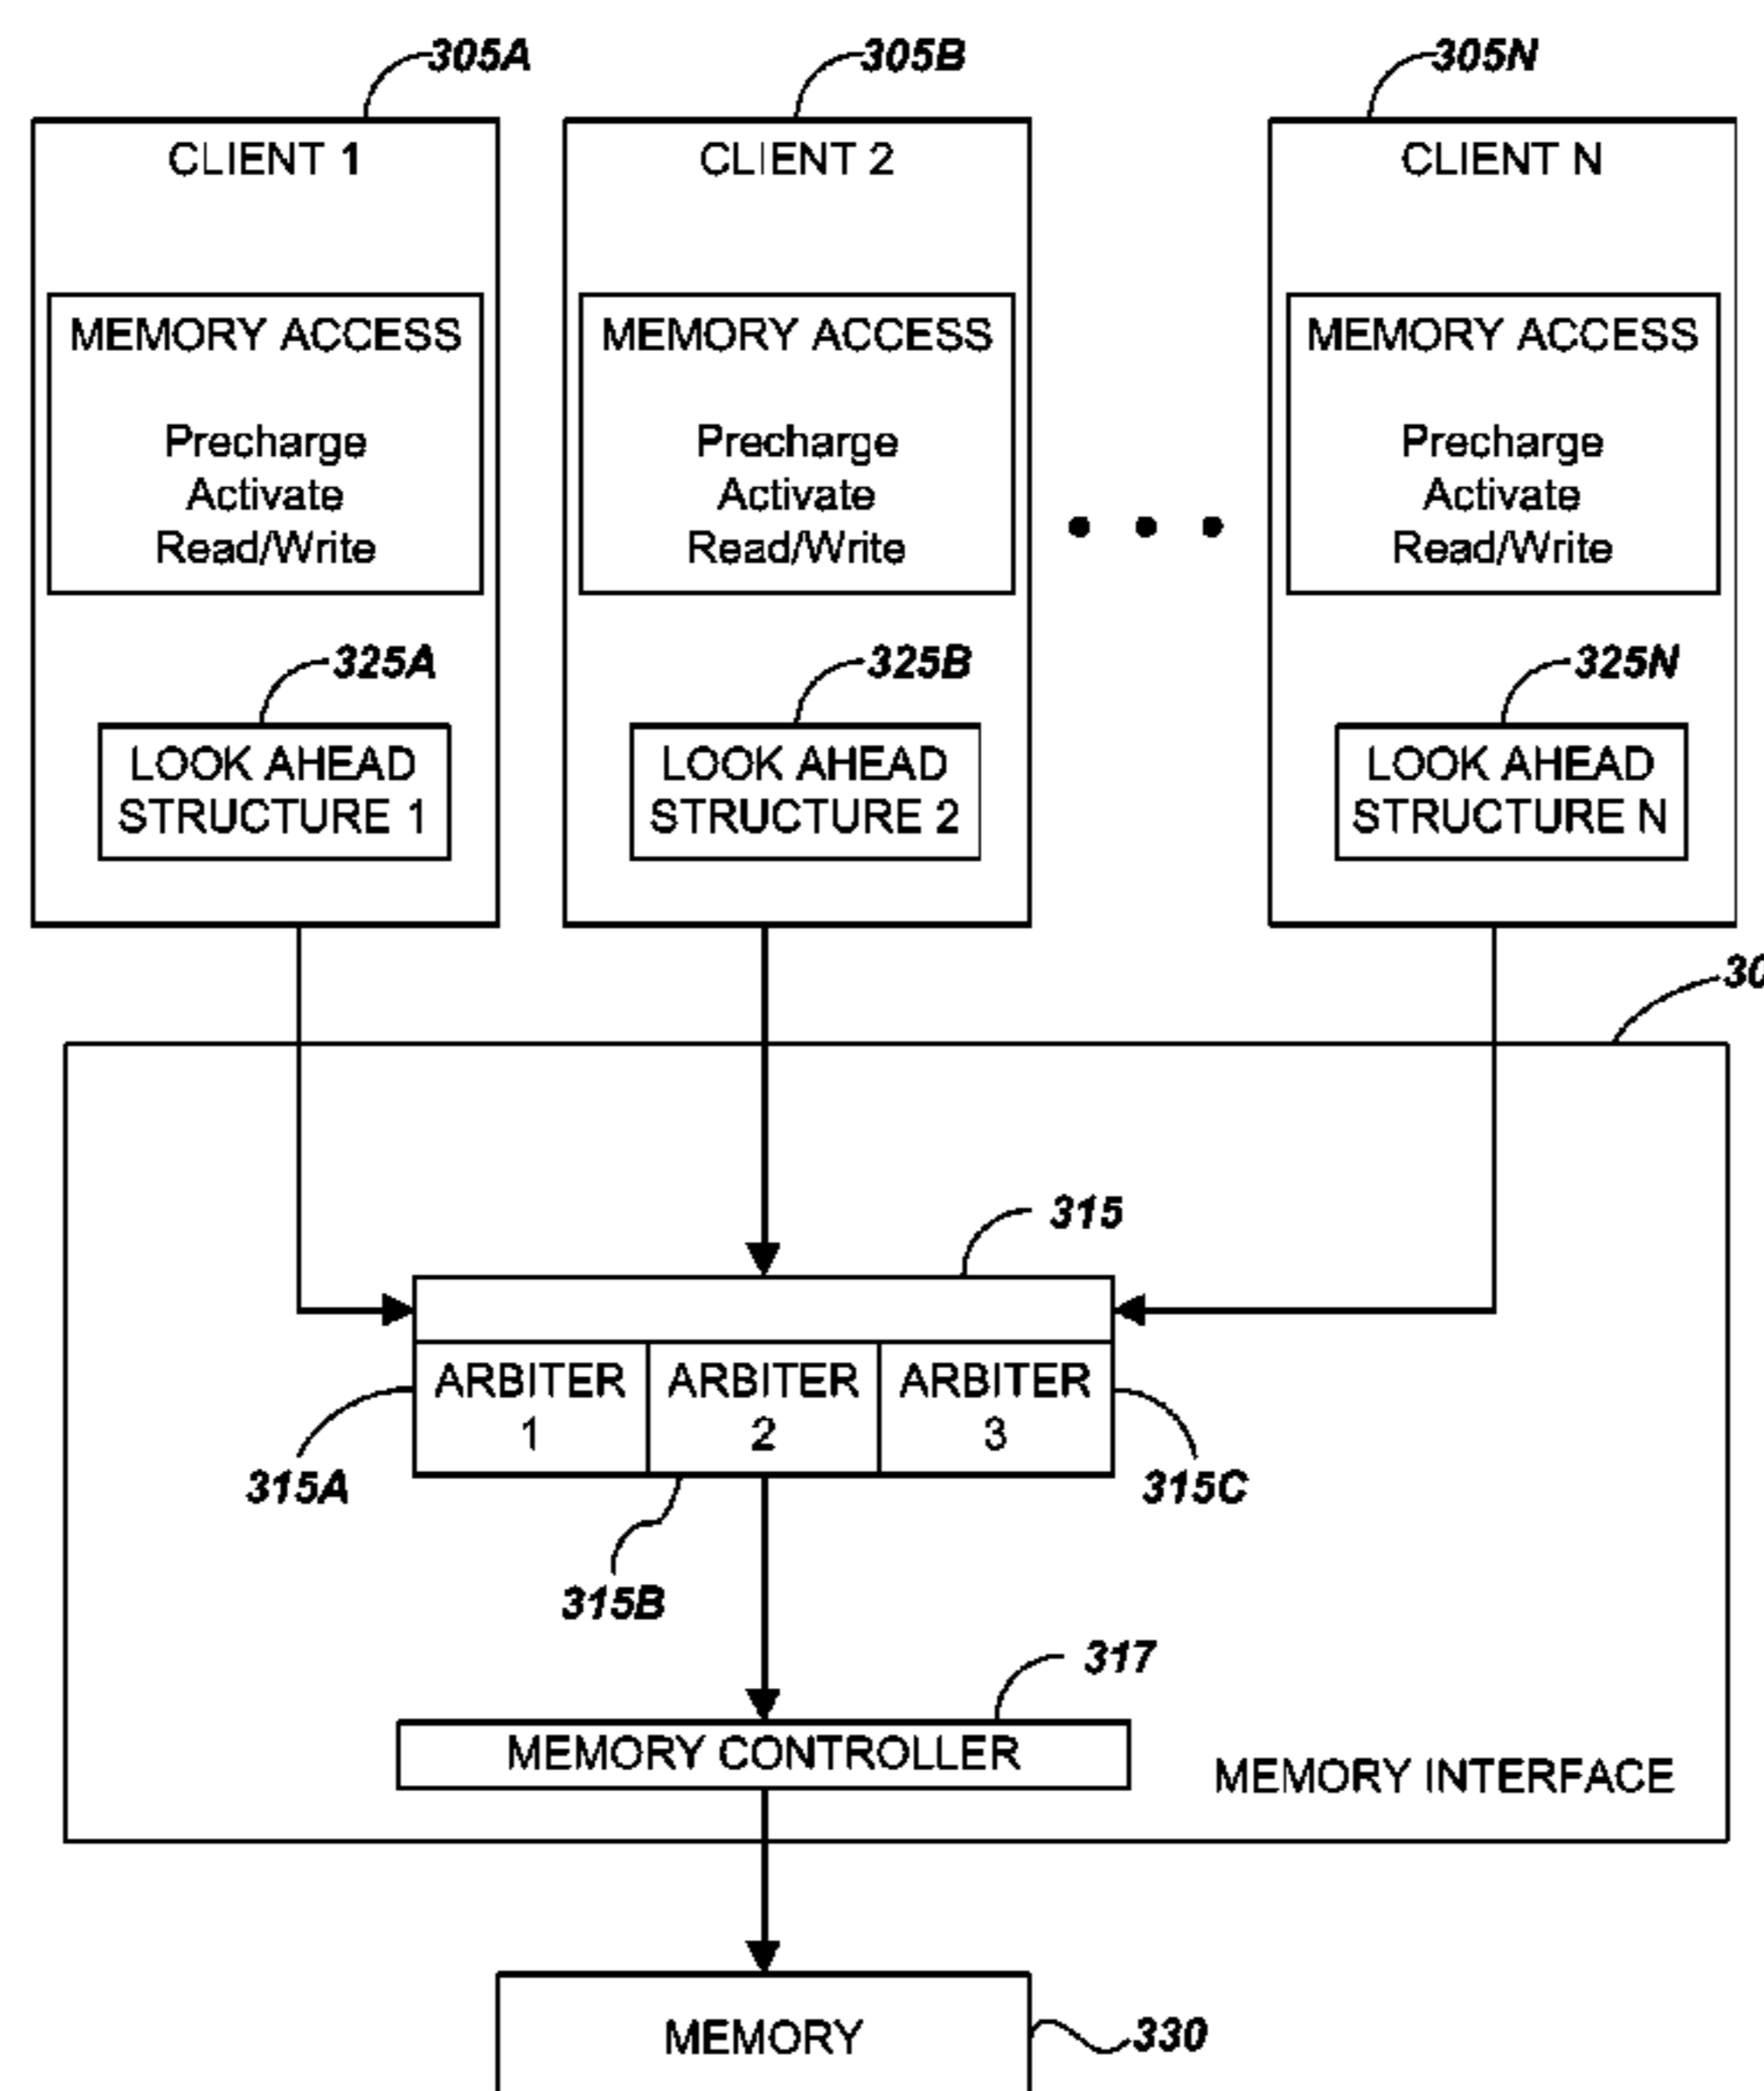 305A
305B
305N
CLIENT 1
CLIENT 2
CLIENT N
MEMORY ACCESS
Precharge
Activate
Read/Write
MEMORY ACCESS
Precharge
Activate
Read/Write
MEMORY ACCESS
Precharge
Activate
Read/Write
325A
325B
325N
LOOK AHEAD
STRUCTURE 1
LOOK AHEAD
STRUCTURE 2
LOOK AHEAD
STRUCTURE N
315
ARBITER
1
ARBITER
2
ARBITER
3
315A
315C
315B
317
MEMORY CONTROLLER
MEMORY INTERFACE
MEMORY
330